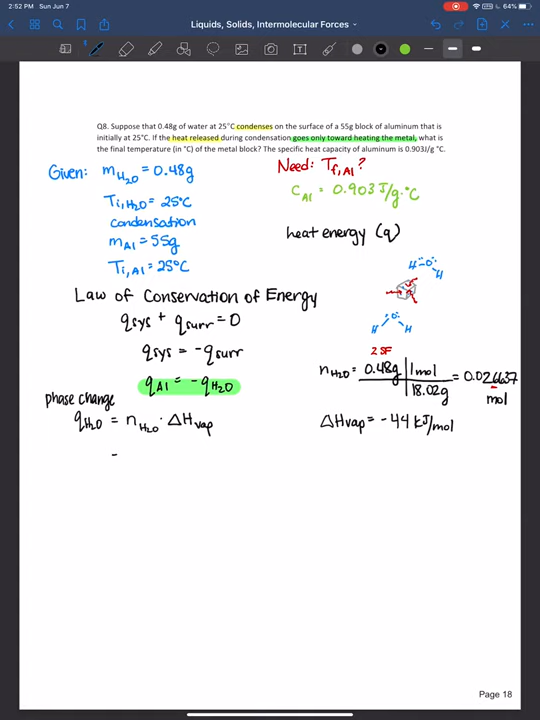 2:52 PM Sun Jun 7
64%
Liquids, Solids, Intermolecular Forces
Q8. Suppose that 0.48g of water at 25°C condenses on the surface of a 55g block of aluminum that is
initially at 25°C. If the heat released during condensation goes only toward heating the metal, what is
the final temperature (in °C) of the metal block? The specific heat capacity of aluminum is 0.903J/g °C.
Given: mH₂O = 0.48g
Ti,H₂O = 25°C
condensation
mAl = 55g
Ti,Al = 25°C
Need: Tf,Al?
CAl = 0.903 J/g·°C
heat energy (q)
H O H
O
H H
Law of Conservation of Energy
qsys + qsurr = 0
qsys = -qsurr
qAl = -qH₂O
2SF
nH₂O = 0.48g | 1mol = 0.026637
18.02g mol
phase change
qH₂O = nH₂O · ΔHvap
ΔHvap = -44 kJ/mol
=
Page 18